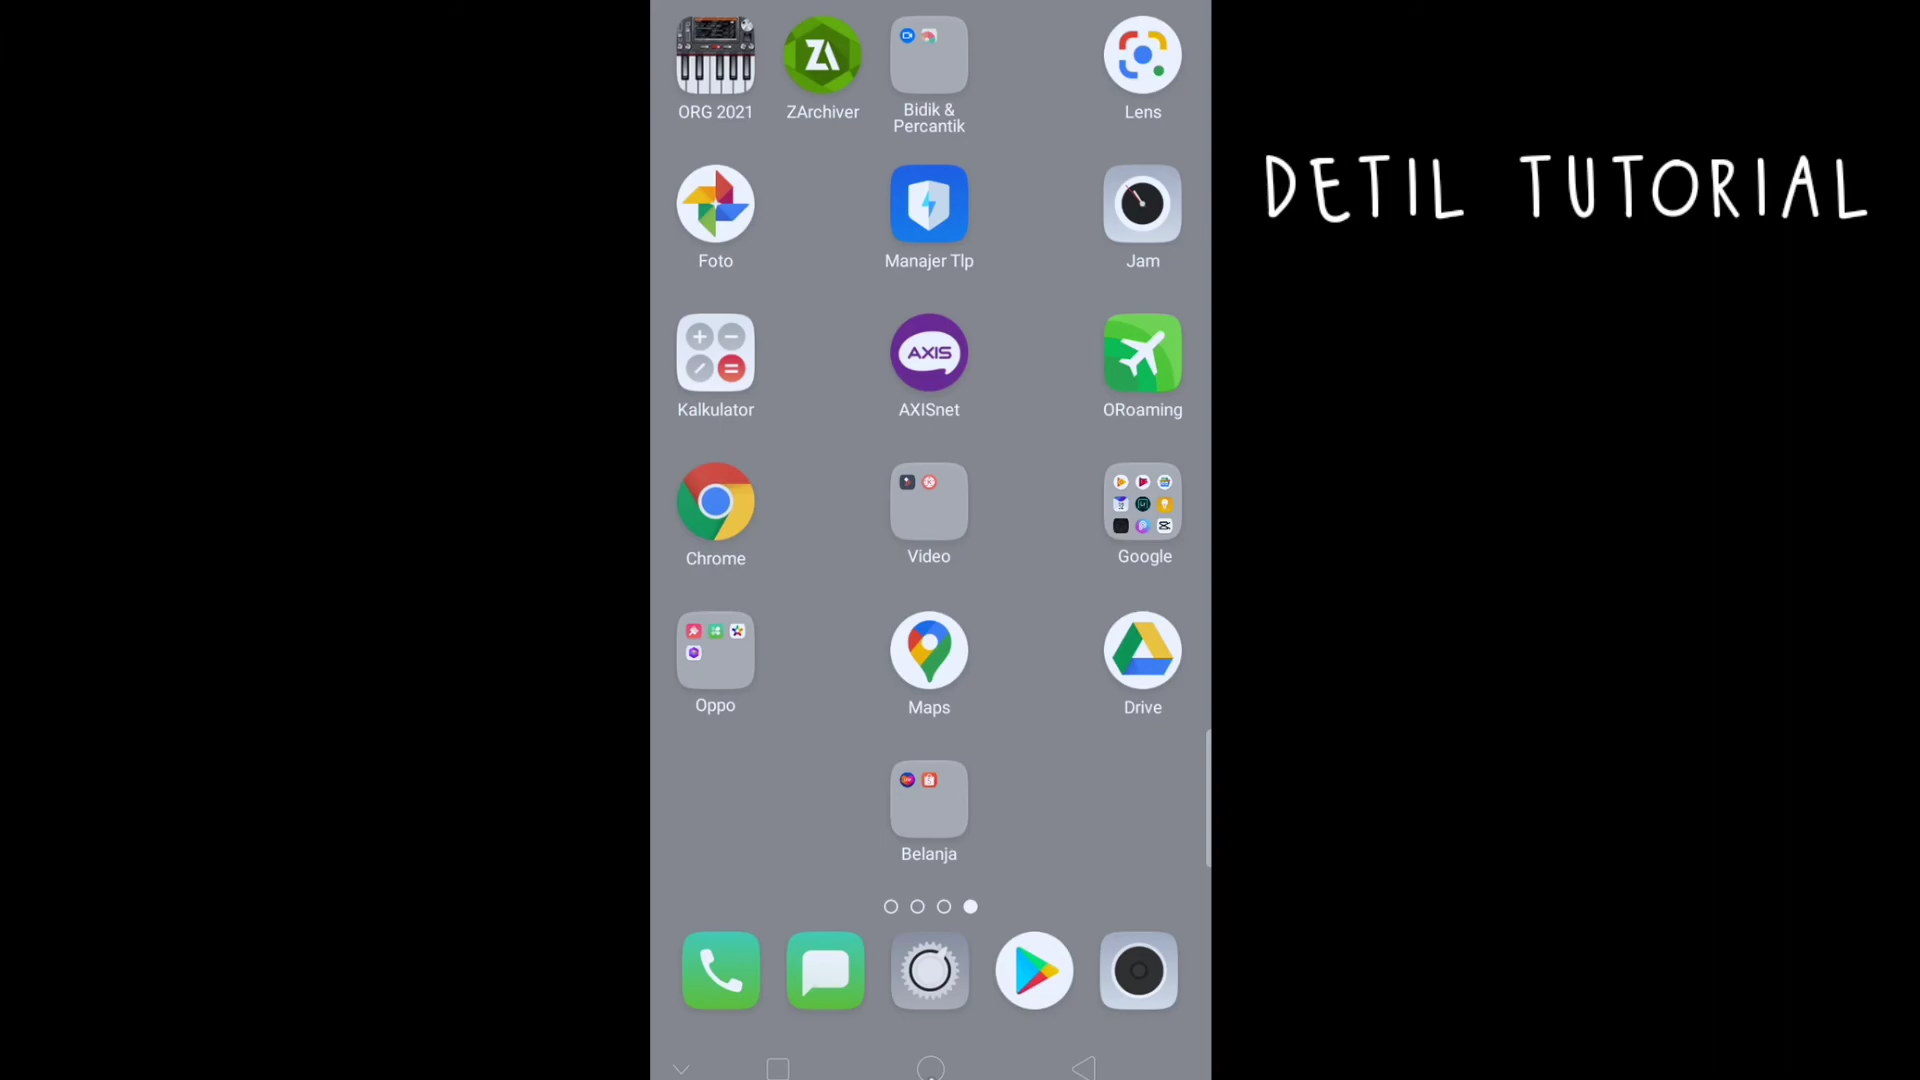 ORG 2021
ZArchiver
Bidik &
Percantik
Lens
DETIL TUTORIAL
Foto
Manajer Tlp
Jam
AXIS
Kalkulator
AXISnet
ORoaming
Chrome
Video
Google
Oppo
Maps
Drive
Belanja